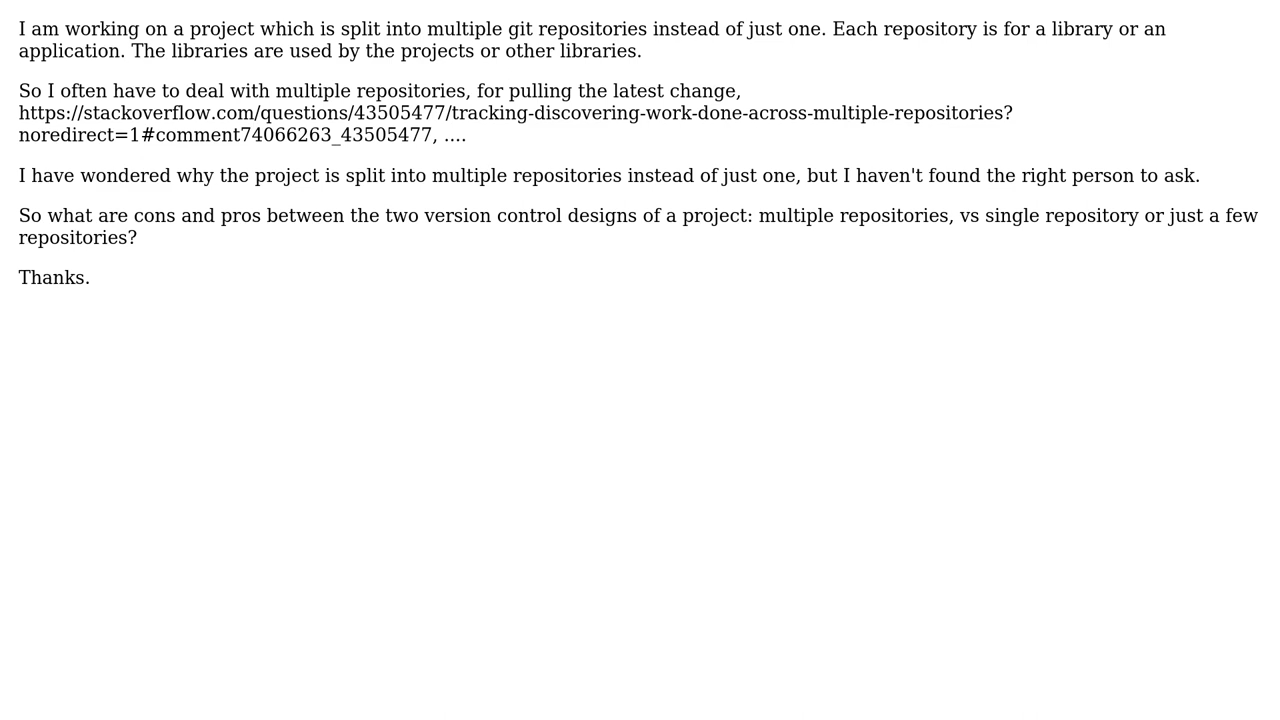 I am working on a project which is split into multiple git repositories instead of just one. Each repository is for a library or an
application. The libraries are used by the projects or other libraries.
So I often have to deal with multiple repositories, for pulling the latest change,
https://stackoverflow.com/questions/43505477/tracking-discovering-work-done-across-multiple-repositories?
noredirect=1#comment74066263_43505477, ....
I have wondered why the project is split into multiple repositories instead of just one, but I haven't found the right person to ask.
So what are cons and pros between the two version control designs of a project: multiple repositories, vs single repository or just a few
repositories?
Thanks.